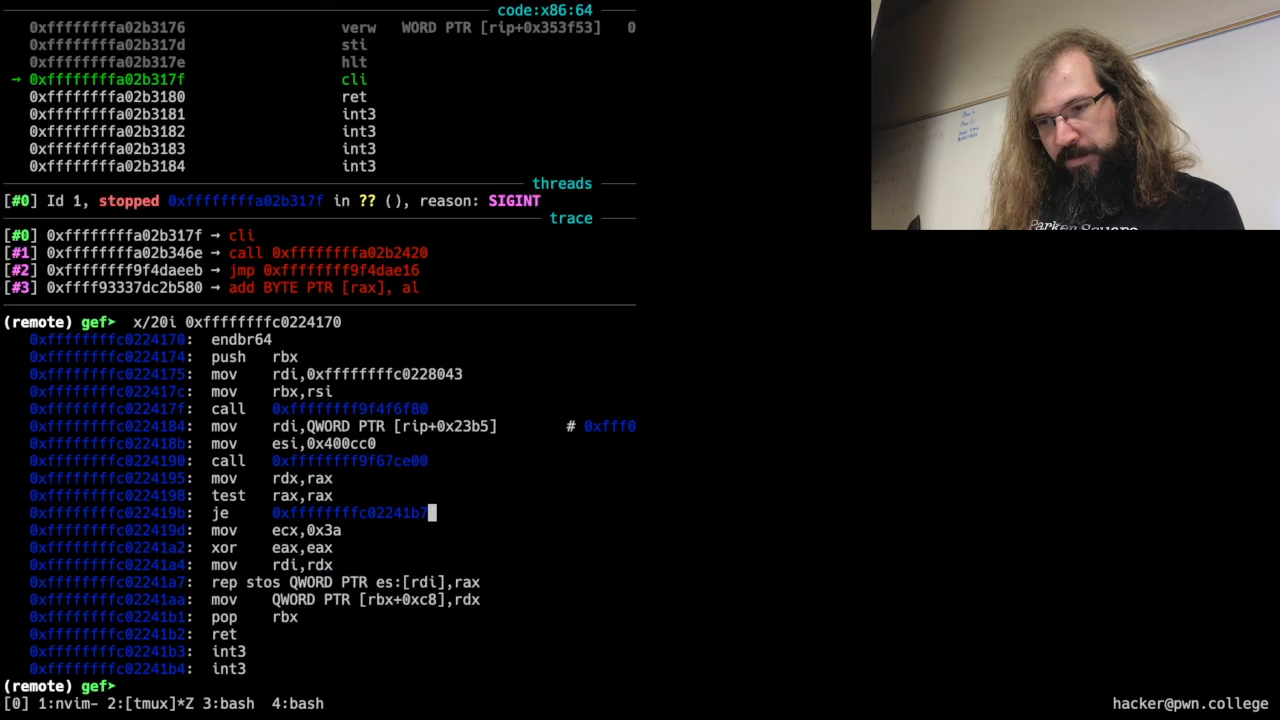 code:x86:64
0xffffffffa02b3176 verw WORD PTR [rip+0x353f53] 0
0xffffffffa02b317d sti
0xffffffffa02b317e hlt
→ 0xffffffffa02b317f cli
0xffffffffa02b3180 ret
0xffffffffa02b3181 int3
0xffffffffa02b3182 int3
0xffffffffa02b3183 int3
0xffffffffa02b3184 int3
threads
[#0] Id 1, stopped 0xffffffffa02b317f in ?? (), reason: SIGINT
trace
[#0] 0xffffffffa02b317f → cli
[#1] 0xffffffffa02b346e → call 0xffffffffa02b2420
[#2] 0xffffffff9f4daeeb → jmp 0xffffffff9f4dae16
[#3] 0xffff93337dc2b580 → add BYTE PTR [rax], al
(remote) gef➤ x/20i 0xffffffffc0224170
0xffffffffc0224170: endbr64
0xffffffffc0224174: push rbx
0xffffffffc0224175: mov rdi,0xffffffffc0228043
0xffffffffc022417c: mov rbx,rsi
0xffffffffc022417f: call 0xffffffff9f4f6f80
0xffffffffc0224184: mov rdi,QWORD PTR [rip+0x23b5] # 0xfff0
0xffffffffc022418b: mov esi,0x400cc0
0xffffffffc0224190: call 0xffffffff9f67ce00
0xffffffffc0224195: mov rdx,rax
0xffffffffc0224198: test rax,rax
0xffffffffc022419b: je 0xffffffffc02241b7
0xffffffffc022419d: mov ecx,0x3a
0xffffffffc02241a2: xor eax,eax
0xffffffffc02241a4: mov rdi,rdx
0xffffffffc02241a7: rep stos QWORD PTR es:[rdi],rax
0xffffffffc02241aa: mov QWORD PTR [rbx+0xc8],rdx
0xffffffffc02241b1: pop rbx
0xffffffffc02241b2: ret
0xffffffffc02241b3: int3
0xffffffffc02241b4: int3
(remote) gef➤
[0] 1:nvim- 2:[tmux]*Z 3:bash 4:bash hacker@pwn.college
Parker Square